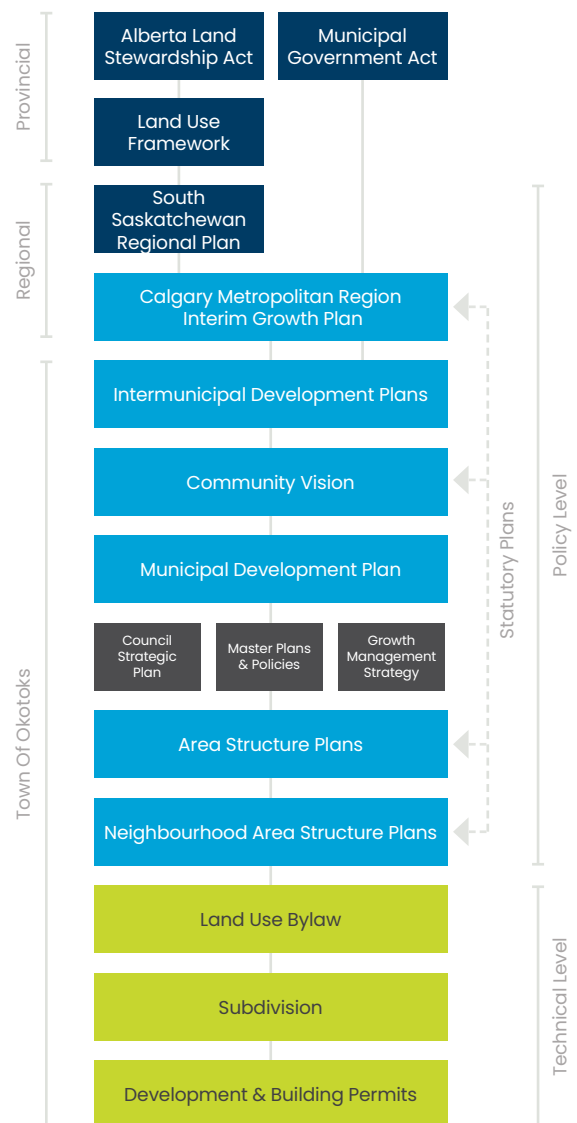 Provincial
Alberta Land
Stewardship Act
Municipal
Government Act
Land Use
Framework
Regional
South
Saskatchewan
Regional Plan
Calgary Metropolitan Region
Interim Growth Plan
Town Of Okotoks
Intermunicipal Development Plans
Community Vision
Municipal Development Plan
Council
Strategic
Plan
Master Plans
& Policies
Growth
Management
Strategy
Area Structure Plans
Neighbourhood Area Structure Plans
Statutory Plans
Policy Level
Land Use Bylaw
Subdivision
Development & Building Permits
Technical Level